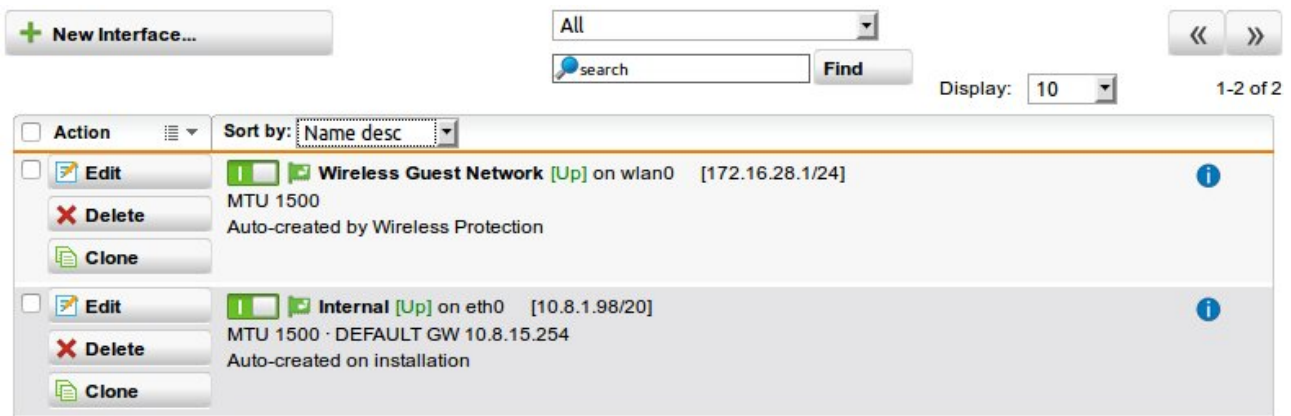 New Interface...
All
search
Find
Display: 10
« »
1-2 of 2
Action
Sort by: Name desc
Edit
Wireless Guest Network [Up] on wlan0 [172.16.28.1/24]
Delete
MTU 1500
Auto-created by Wireless Protection
Clone
Edit
Internal [Up] on eth0 [10.8.1.98/20]
Delete
MTU 1500 · DEFAULT GW 10.8.15.254
Auto-created on installation
Clone